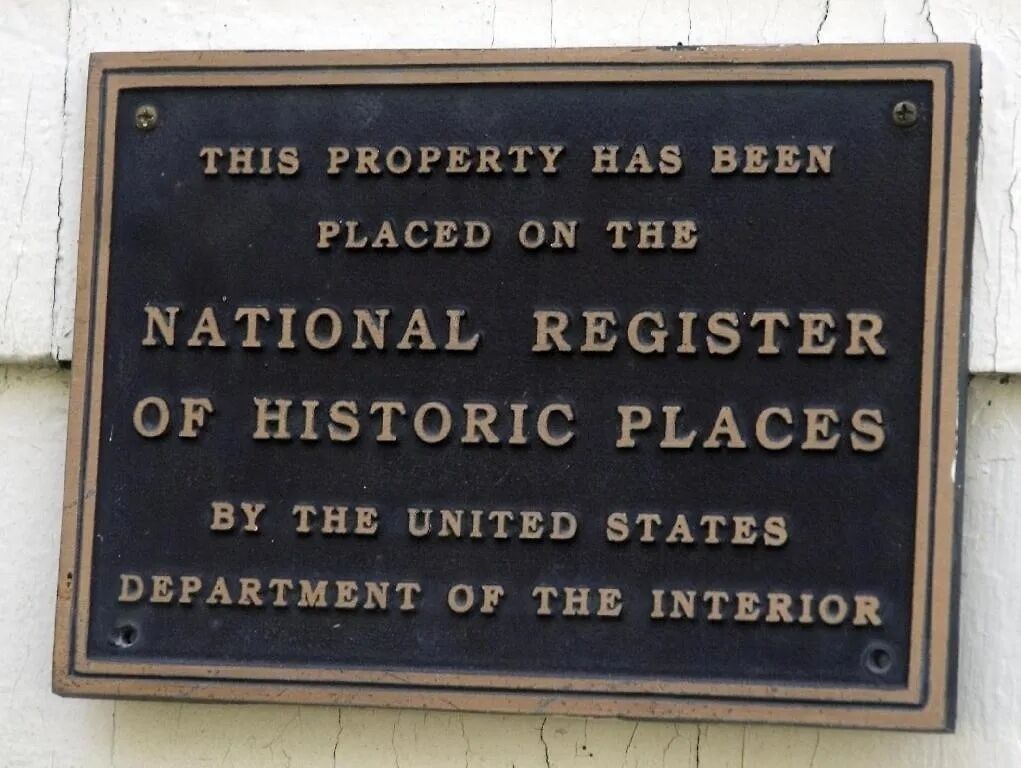 THIS PROPERTY HAS BEEN
PLACED ON THE
NATIONAL REGISTER
OF HISTORIC PLACES
BY THE UNITED STATES
DEPARTMENT OF THE INTERIOR